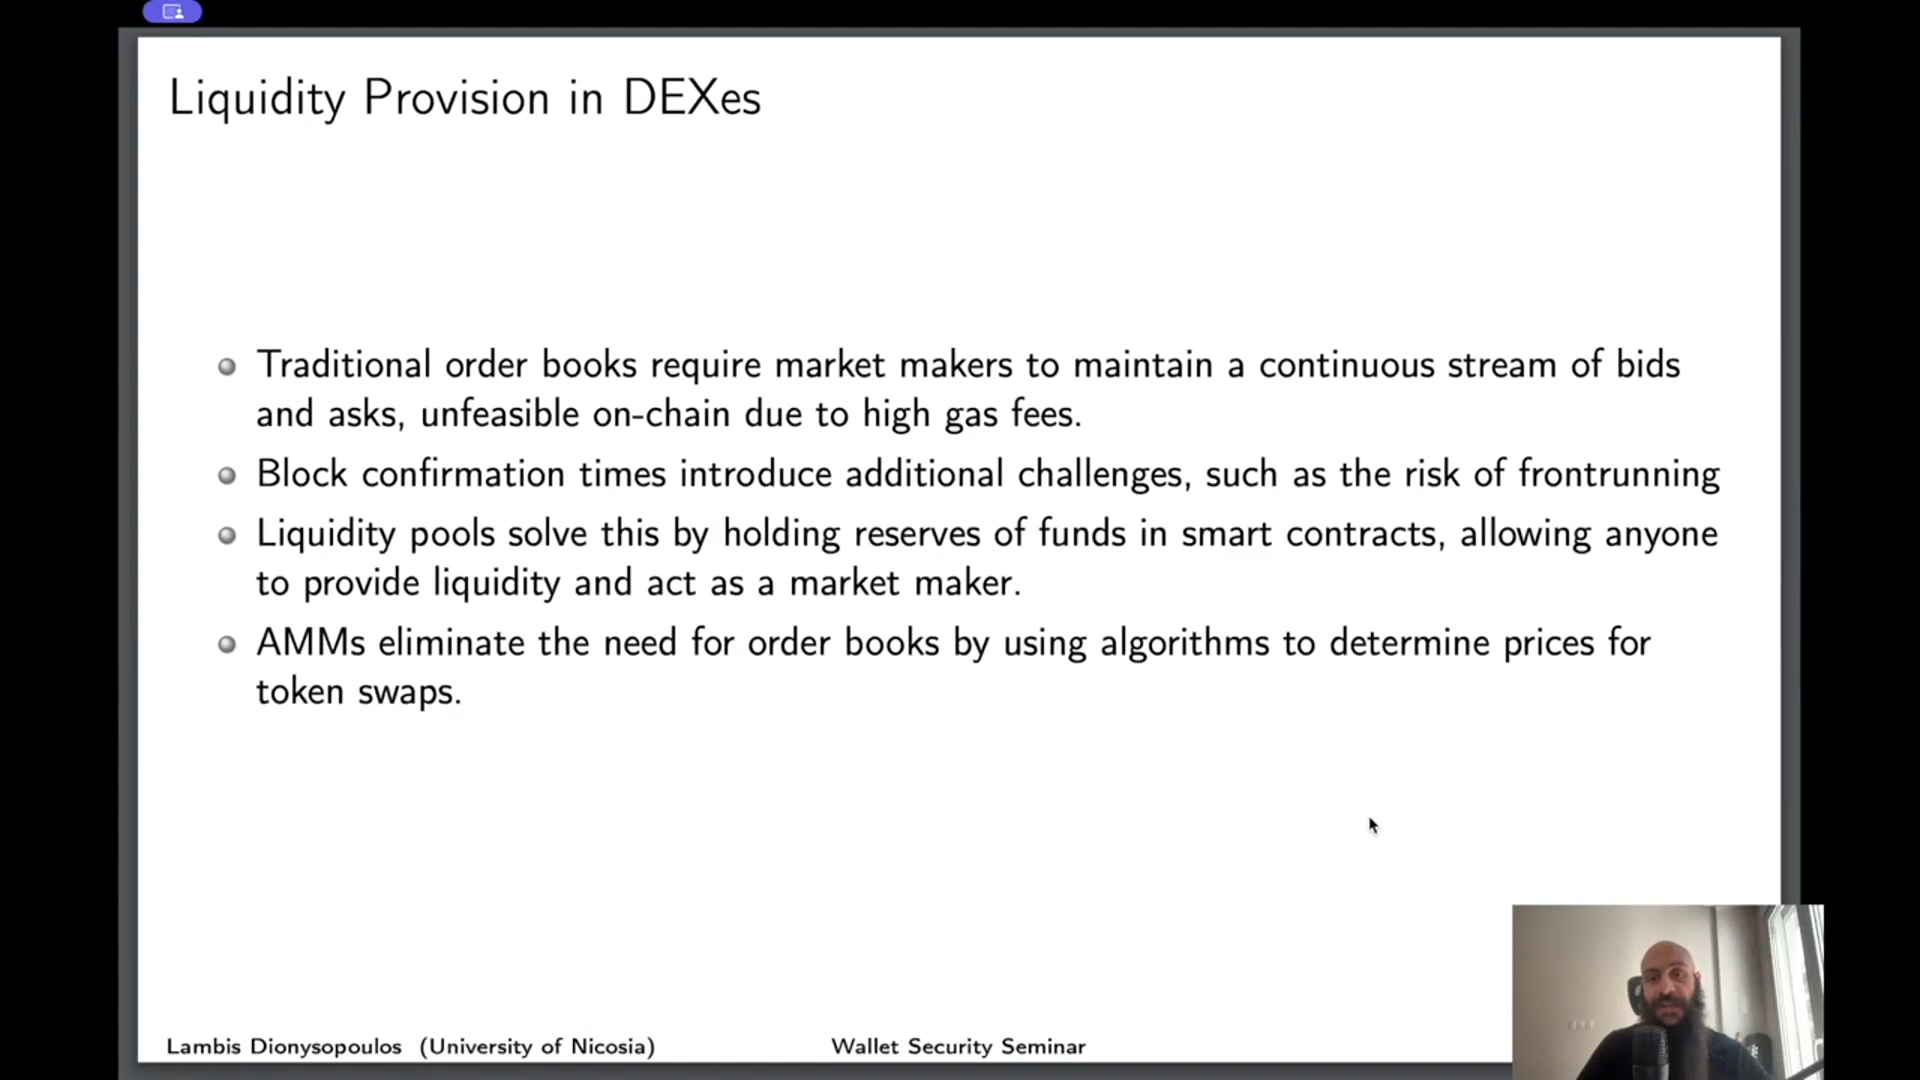 Liquidity Provision in DEXes
Traditional order books require market makers to maintain a continuous stream of bids
and asks, unfeasible on-chain due to high gas fees.
Block confirmation times introduce additional challenges, such as the risk of frontrunning
Liquidity pools solve this by holding reserves of funds in smart contracts, allowing anyone
to provide liquidity and act as a market maker.
AMMs eliminate the need for order books by using algorithms to determine prices for
token swaps.
Lambis Dionysopoulos (University of Nicosia)
Wallet Security Seminar